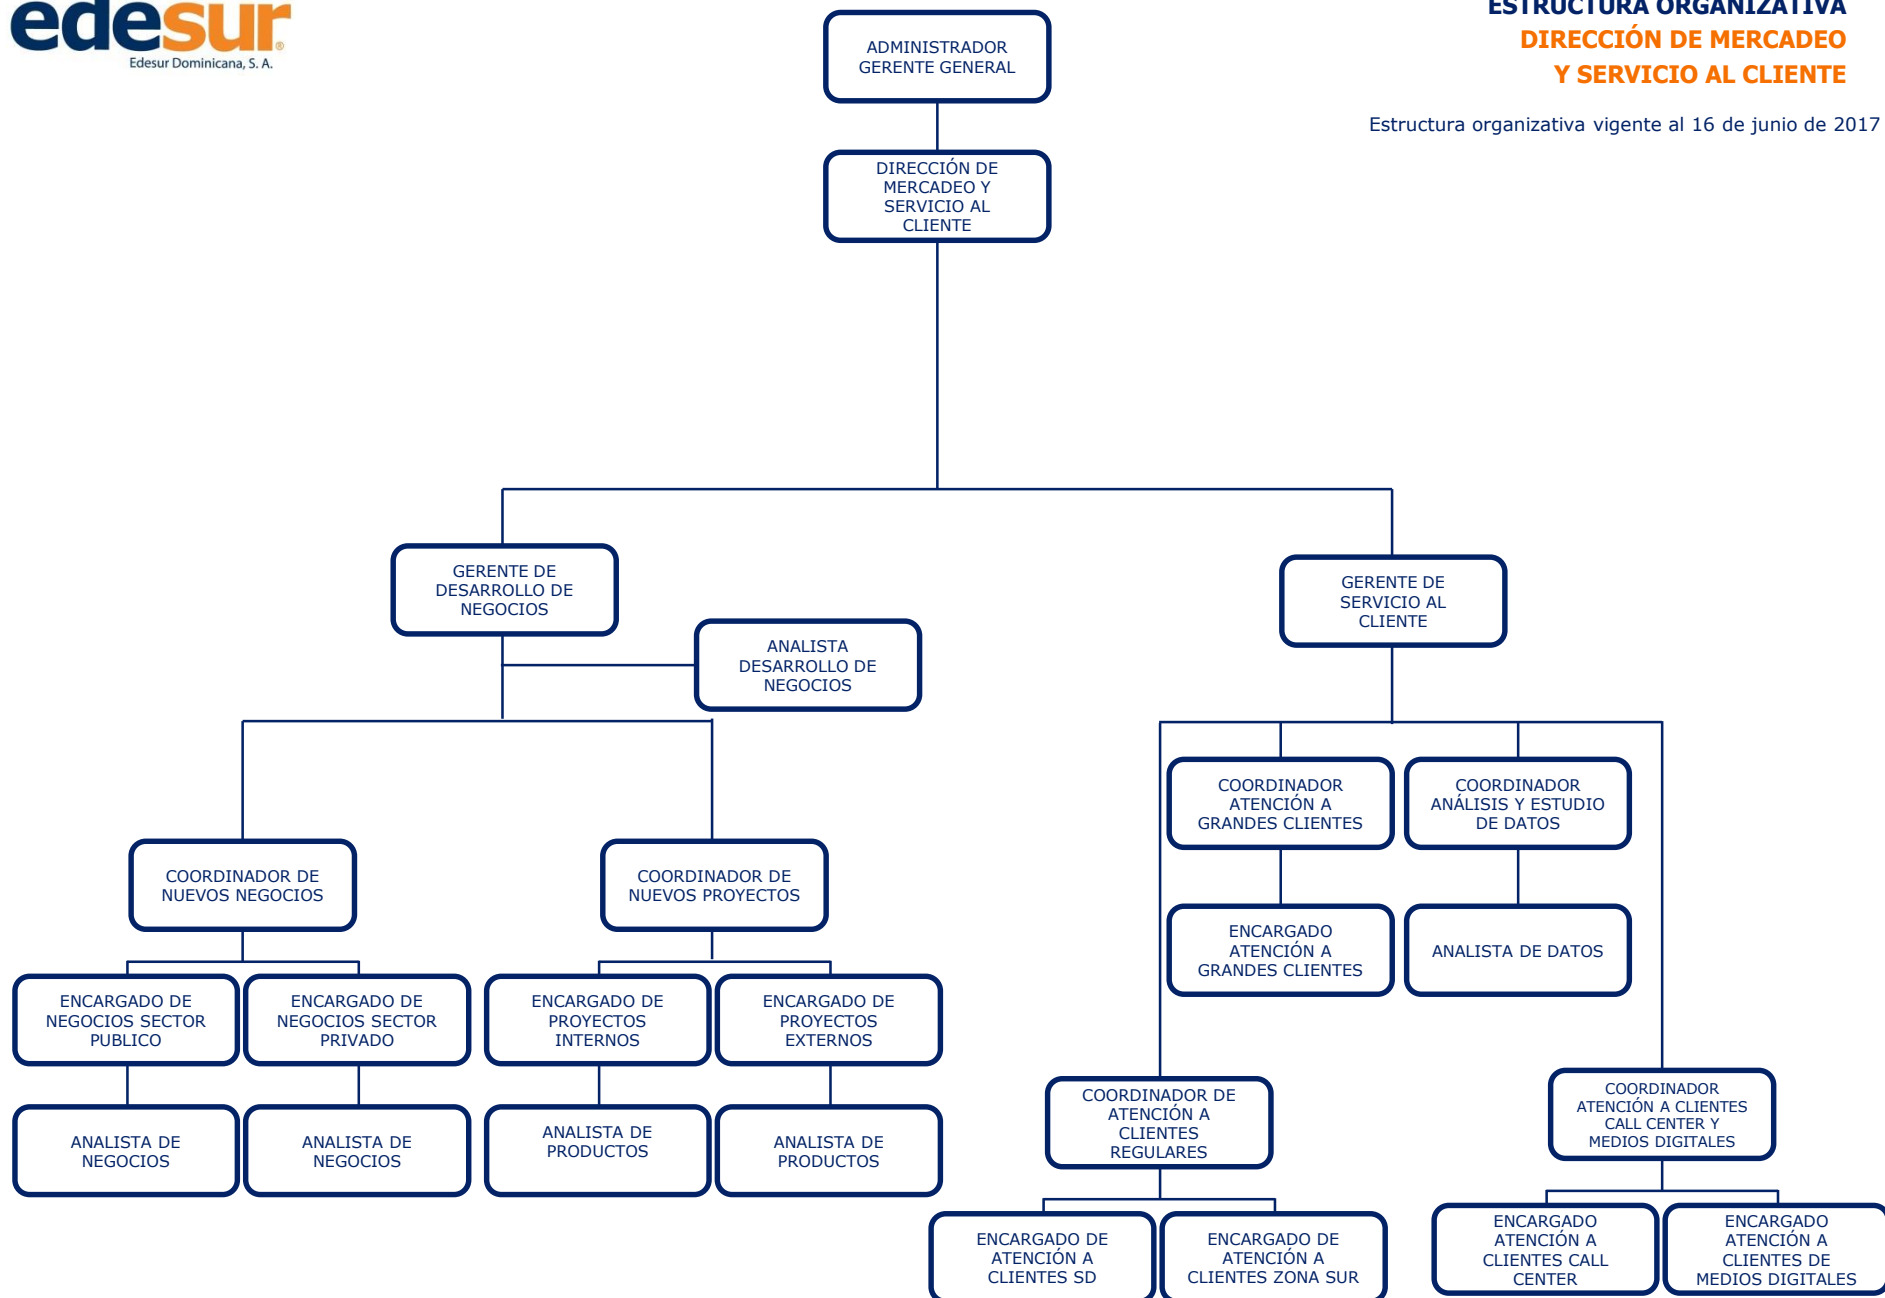 edesur
®
Edesur Dominicana, S. A.
ESTRUCTURA ORGANIZATIVA
DIRECCIÓN DE MERCADEO
Y SERVICIO AL CLIENTE
Estructura organizativa vigente al 16 de junio de 2017
ADMINISTRADOR
GERENTE GENERAL
DIRECCIÓN DE
MERCADEO Y
SERVICIO AL
CLIENTE
GERENTE DE
DESARROLLO DE
NEGOCIOS
GERENTE DE
SERVICIO AL
CLIENTE
ANALISTA
DESARROLLO DE
NEGOCIOS
COORDINADOR
ATENCIÓN A
GRANDES CLIENTES
COORDINADOR
ANÁLISIS Y ESTUDIO
DE DATOS
COORDINADOR DE
NUEVOS NEGOCIOS
COORDINADOR DE
NUEVOS PROYECTOS
ENCARGADO
ATENCIÓN A
GRANDES CLIENTES
ANALISTA DE DATOS
ENCARGADO DE
NEGOCIOS SECTOR
PUBLICO
ENCARGADO DE
NEGOCIOS SECTOR
PRIVADO
ENCARGADO DE
PROYECTOS
INTERNOS
ENCARGADO DE
PROYECTOS
EXTERNOS
COORDINADOR DE
ATENCIÓN A
CLIENTES
REGULARES
COORDINADOR
ATENCIÓN A CLIENTES
CALL CENTER Y
MEDIOS DIGITALES
ANALISTA DE
NEGOCIOS
ANALISTA DE
NEGOCIOS
ANALISTA DE
PRODUCTOS
ANALISTA DE
PRODUCTOS
ENCARGADO DE
ATENCIÓN A
CLIENTES SD
ENCARGADO DE
ATENCIÓN A
CLIENTES ZONA SUR
ENCARGADO
ATENCIÓN A
CLIENTES CALL
CENTER
ENCARGADO
ATENCIÓN A
CLIENTES DE
MEDIOS DIGITALES